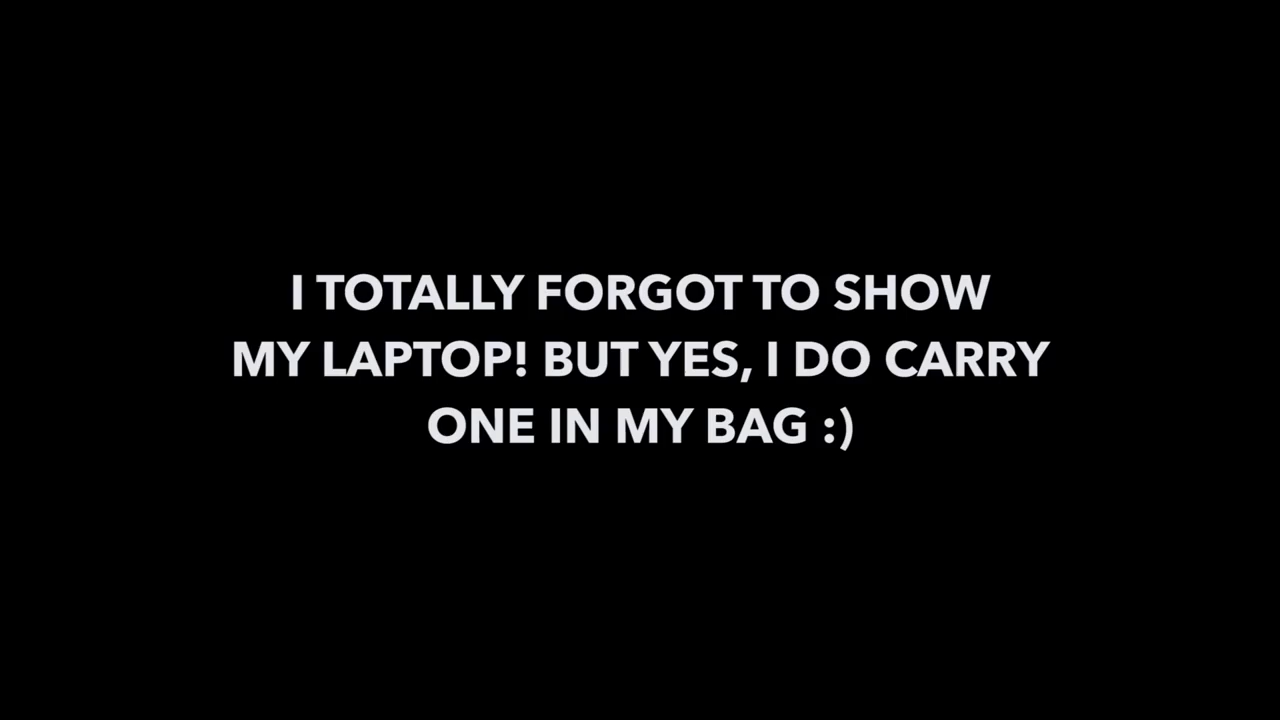 I TOTALLY FORGOT TO SHOW
MY LAPTOP! BUT YES, I DO CARRY
ONE IN MY BAG :)